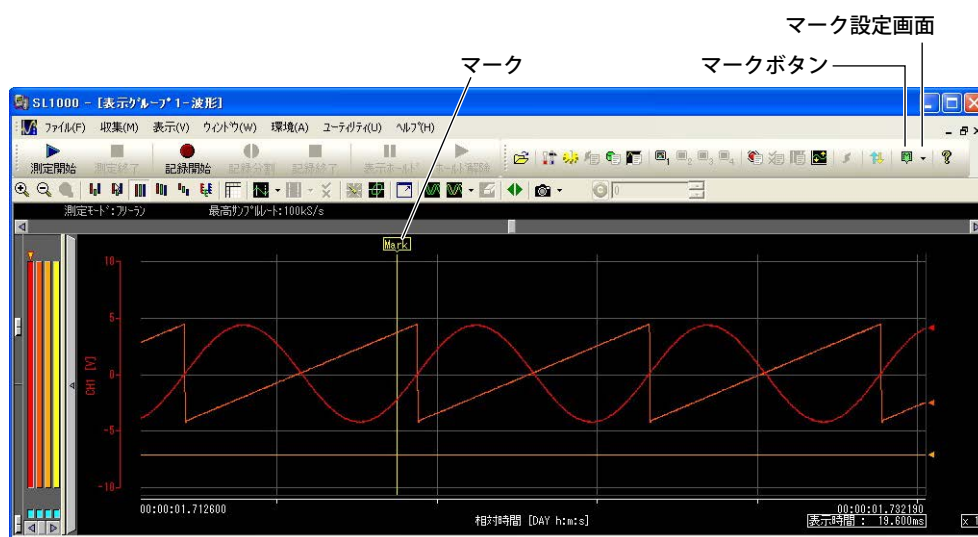 マーク設定画面
マーク
マークボタン
SL1000 - [表示グループ1-波形]
ファイル(F) 収集(M) 表示(V) ウィンドウ(W) 環境(A) ユーティリティ(U) ヘルプ(H)
測定開始 測定終了 記録開始 記録分割 記録終了 表示ホールド ホールド解除
0
測定モード:フリーラン 最高サンプルレート:100kS/s
Mark
10
5
0
-5
-10
CH1 [V]
00:00:01.712600 00:00:01.732190
相対時間 [DAY h:m:s]
表示時間 : 19.600ms
x 1